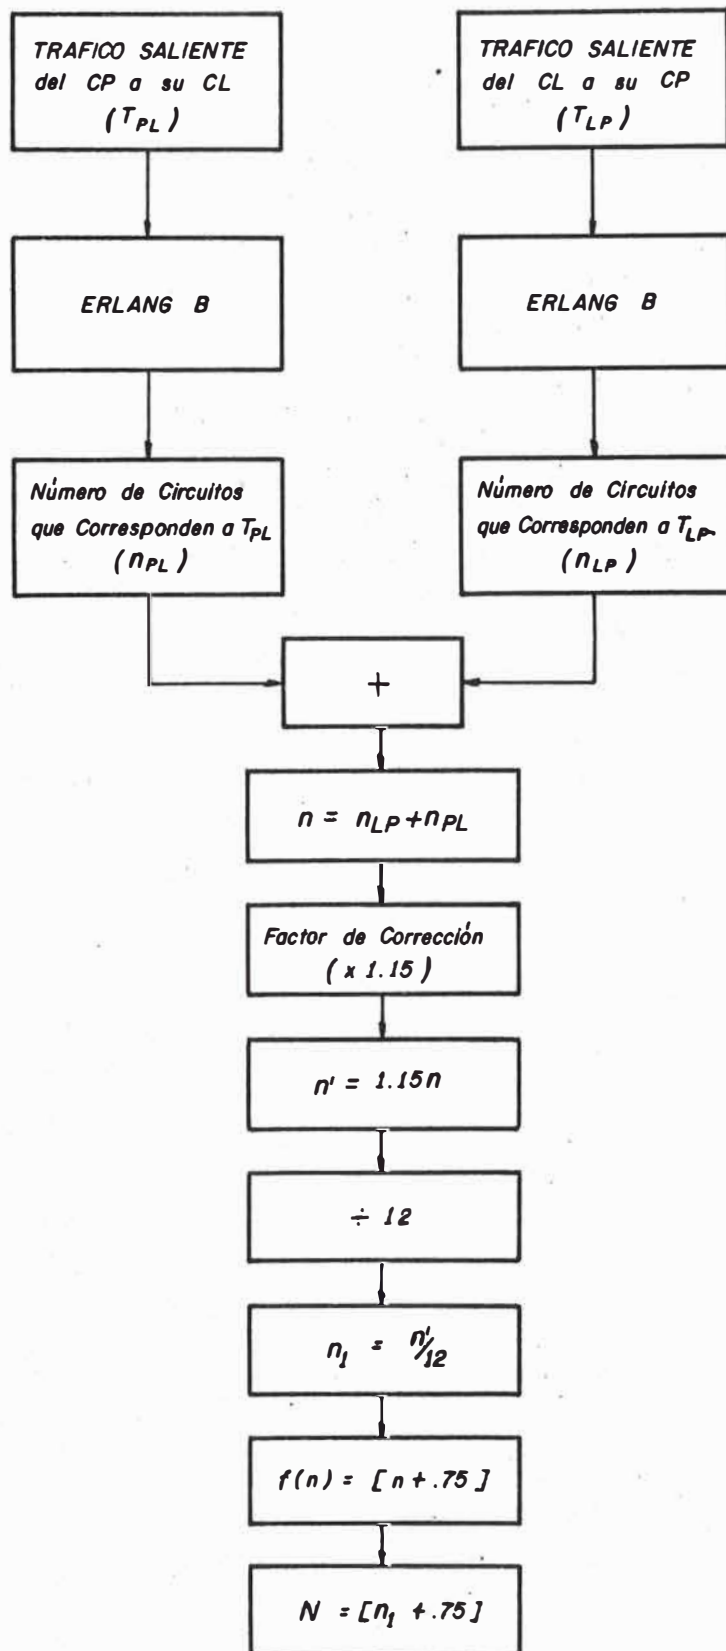 TRAFICO SALIENTE
del CP a su CL
(T_PL)
TRAFICO SALIENTE
del CL a su CP
(T_LP)
ERLANG B
ERLANG B
Número de Circuitos
que Corresponden a T_PL
(n_PL)
Número de Circuitos
que Corresponden a T_LP.
(n_LP)
+
n = n_LP + n_PL
Factor de Corrección
(x 1.15)
n' = 1.15n
÷ 12
n_1 = n'/12
f(n) = [n + .75]
N = [n_1 + .75]